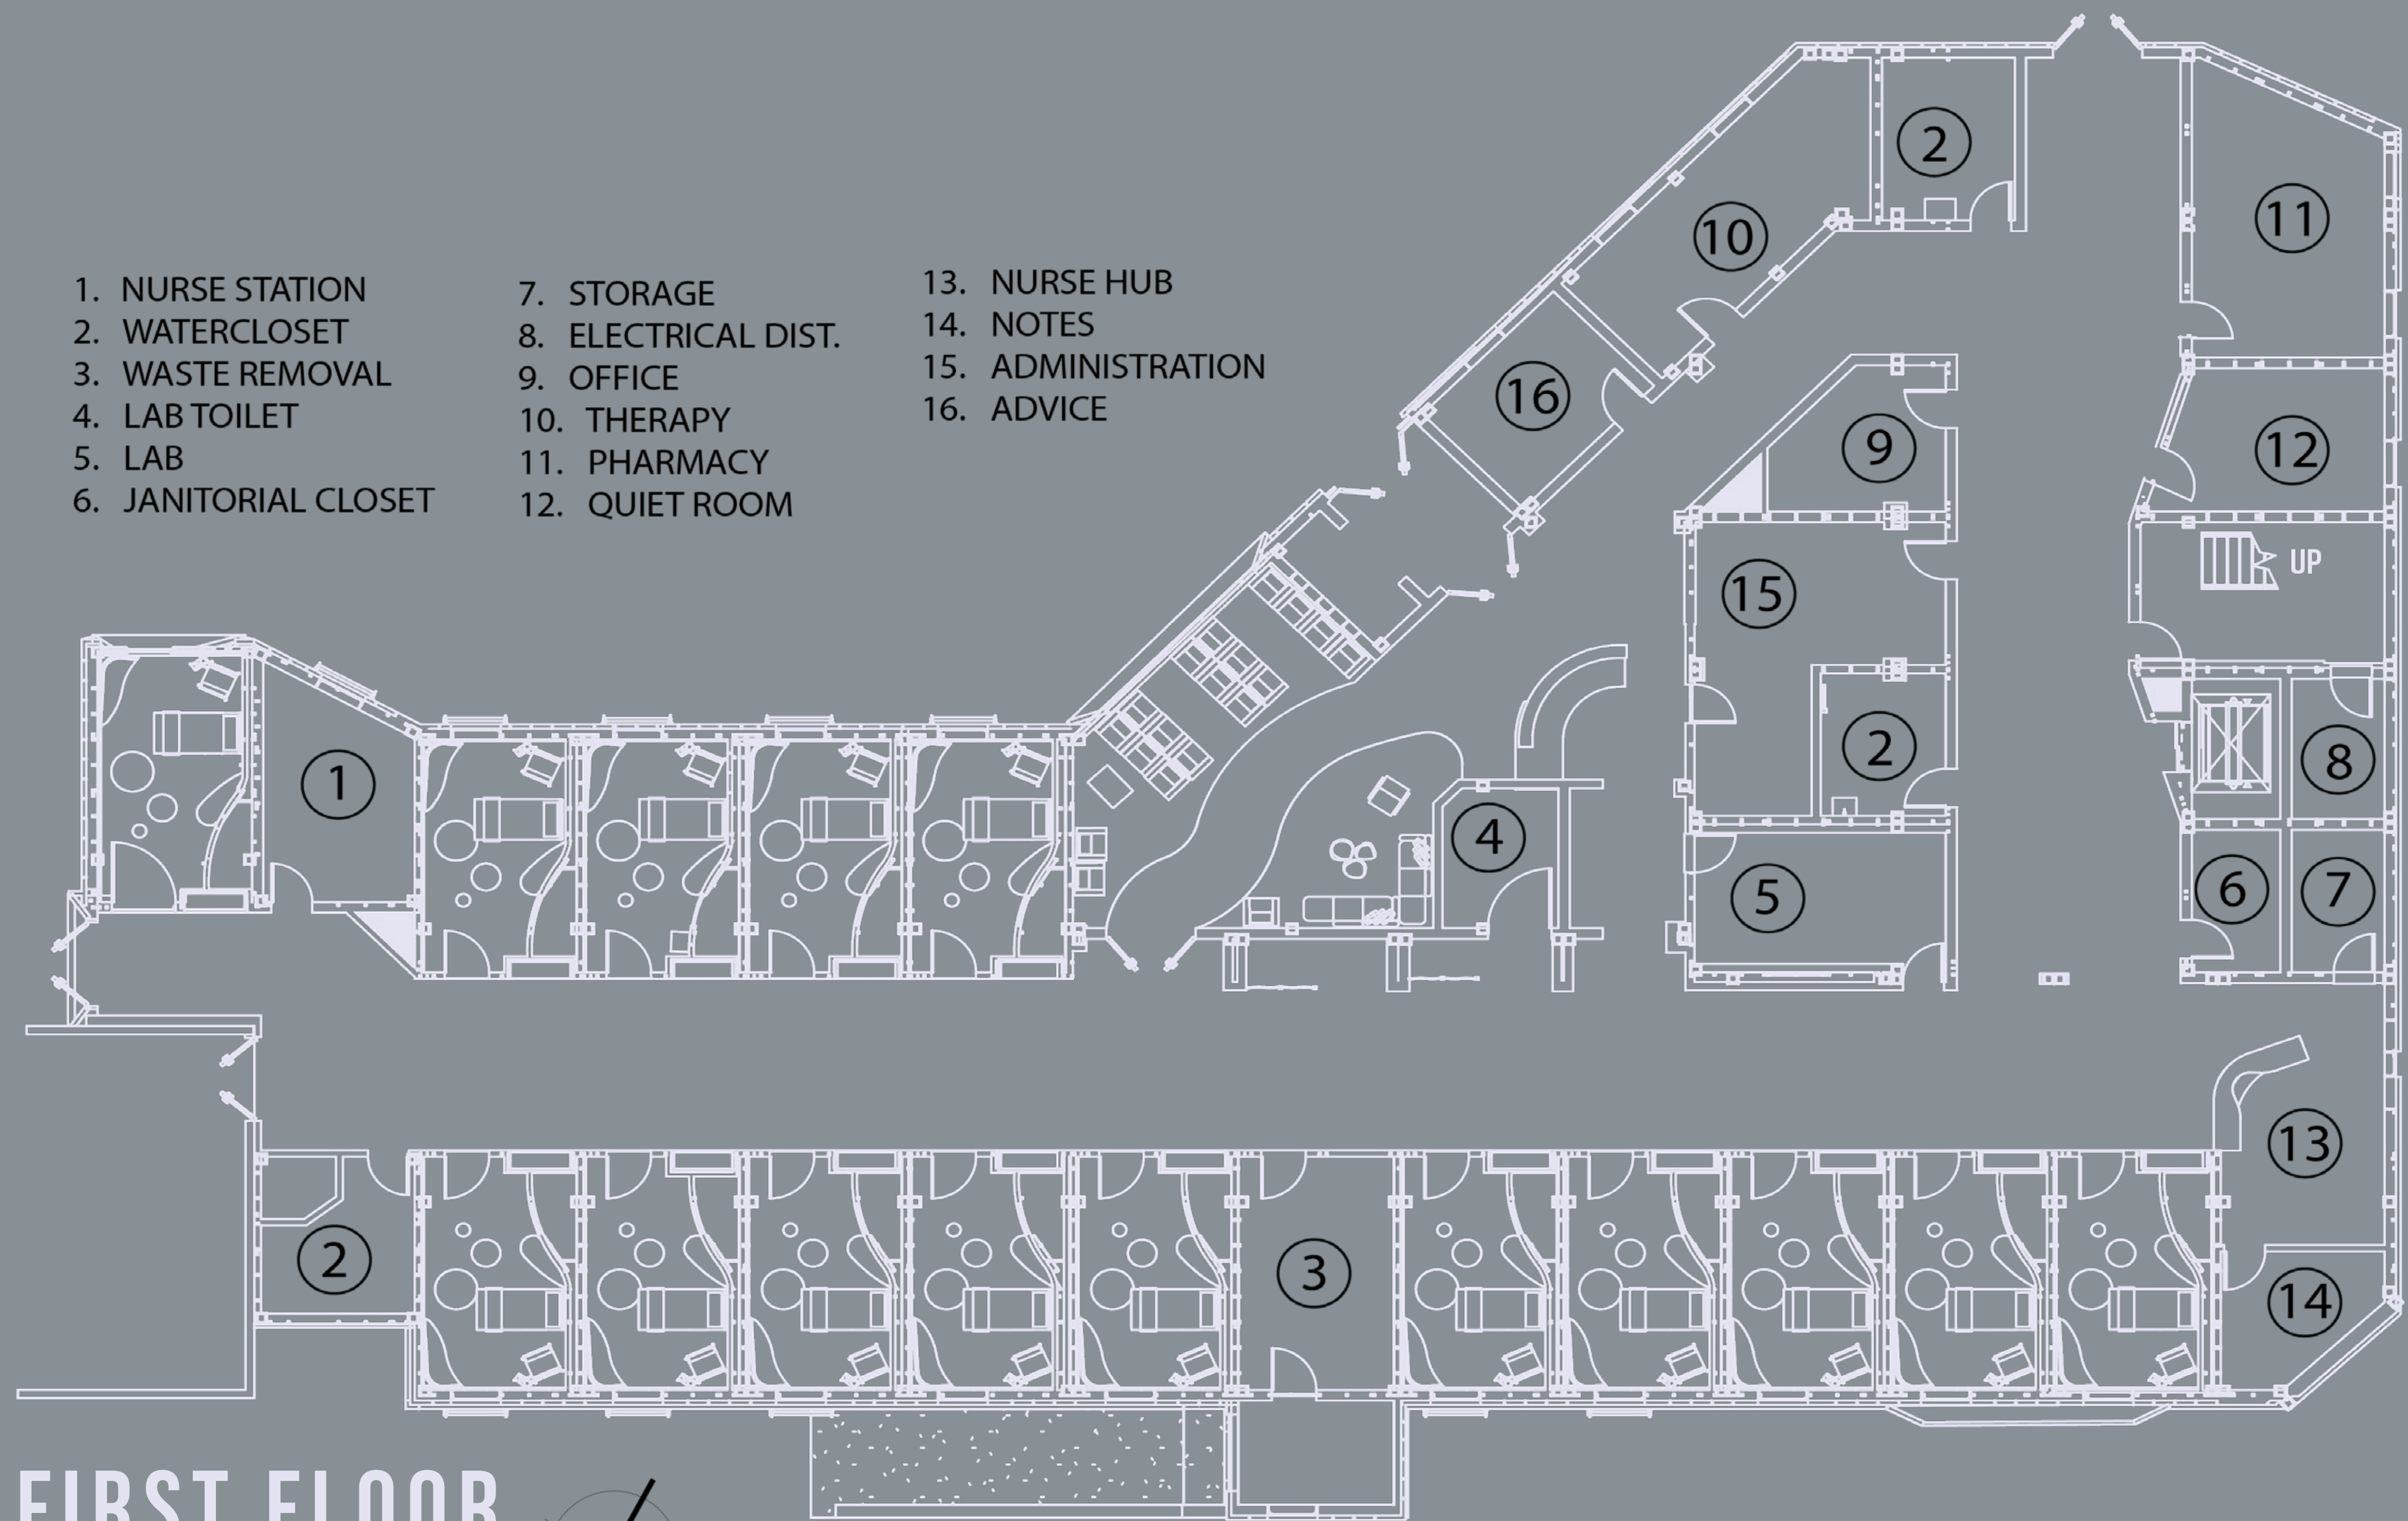 1. NURSE STATION
2. WATERCLOSET
3. WASTE REMOVAL
4. LAB TOILET
5. LAB
6. JANITORIAL CLOSET
7. STORAGE
8. ELECTRICAL DIST.
9. OFFICE
10. THERAPY
11. PHARMACY
12. QUIET ROOM
13. NURSE HUB
14. NOTES
15. ADMINISTRATION
16. ADVICE
2
10
11
16
9
12
UP
15
1
2
8
4
5
6
7
13
2
3
14
FIRST FLOOR